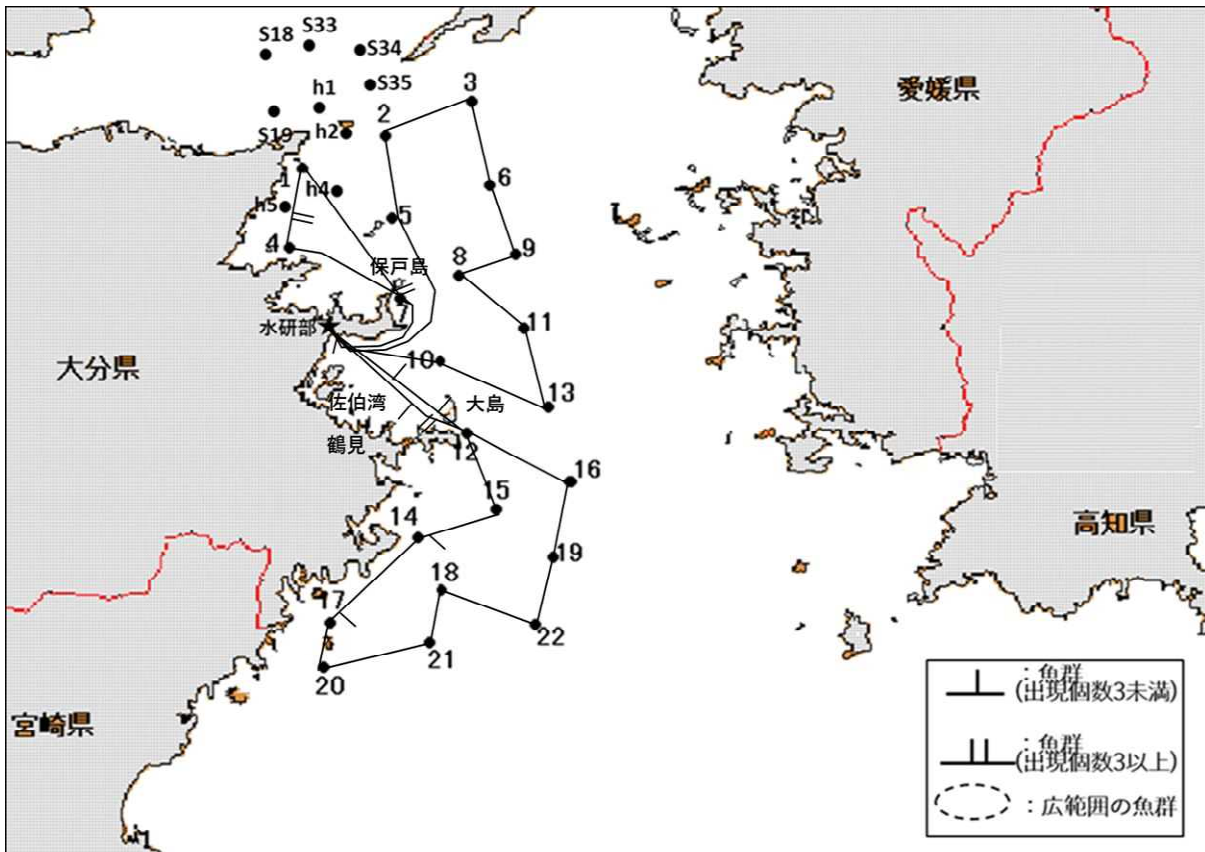 S18
S33
S34
S35
愛媛県
3
h1
2
S19
h2
1
h4
6
h5
5
4
9
8
保戸島
7
水研部
11
10
大分県
13
佐伯湾
大島
鶴見
12
16
15
14
高知県
19
18
17
22
21
20
宮崎県
：魚群
(出現個数3未満)
：魚群
(出現個数3以上)
：広範囲の魚群